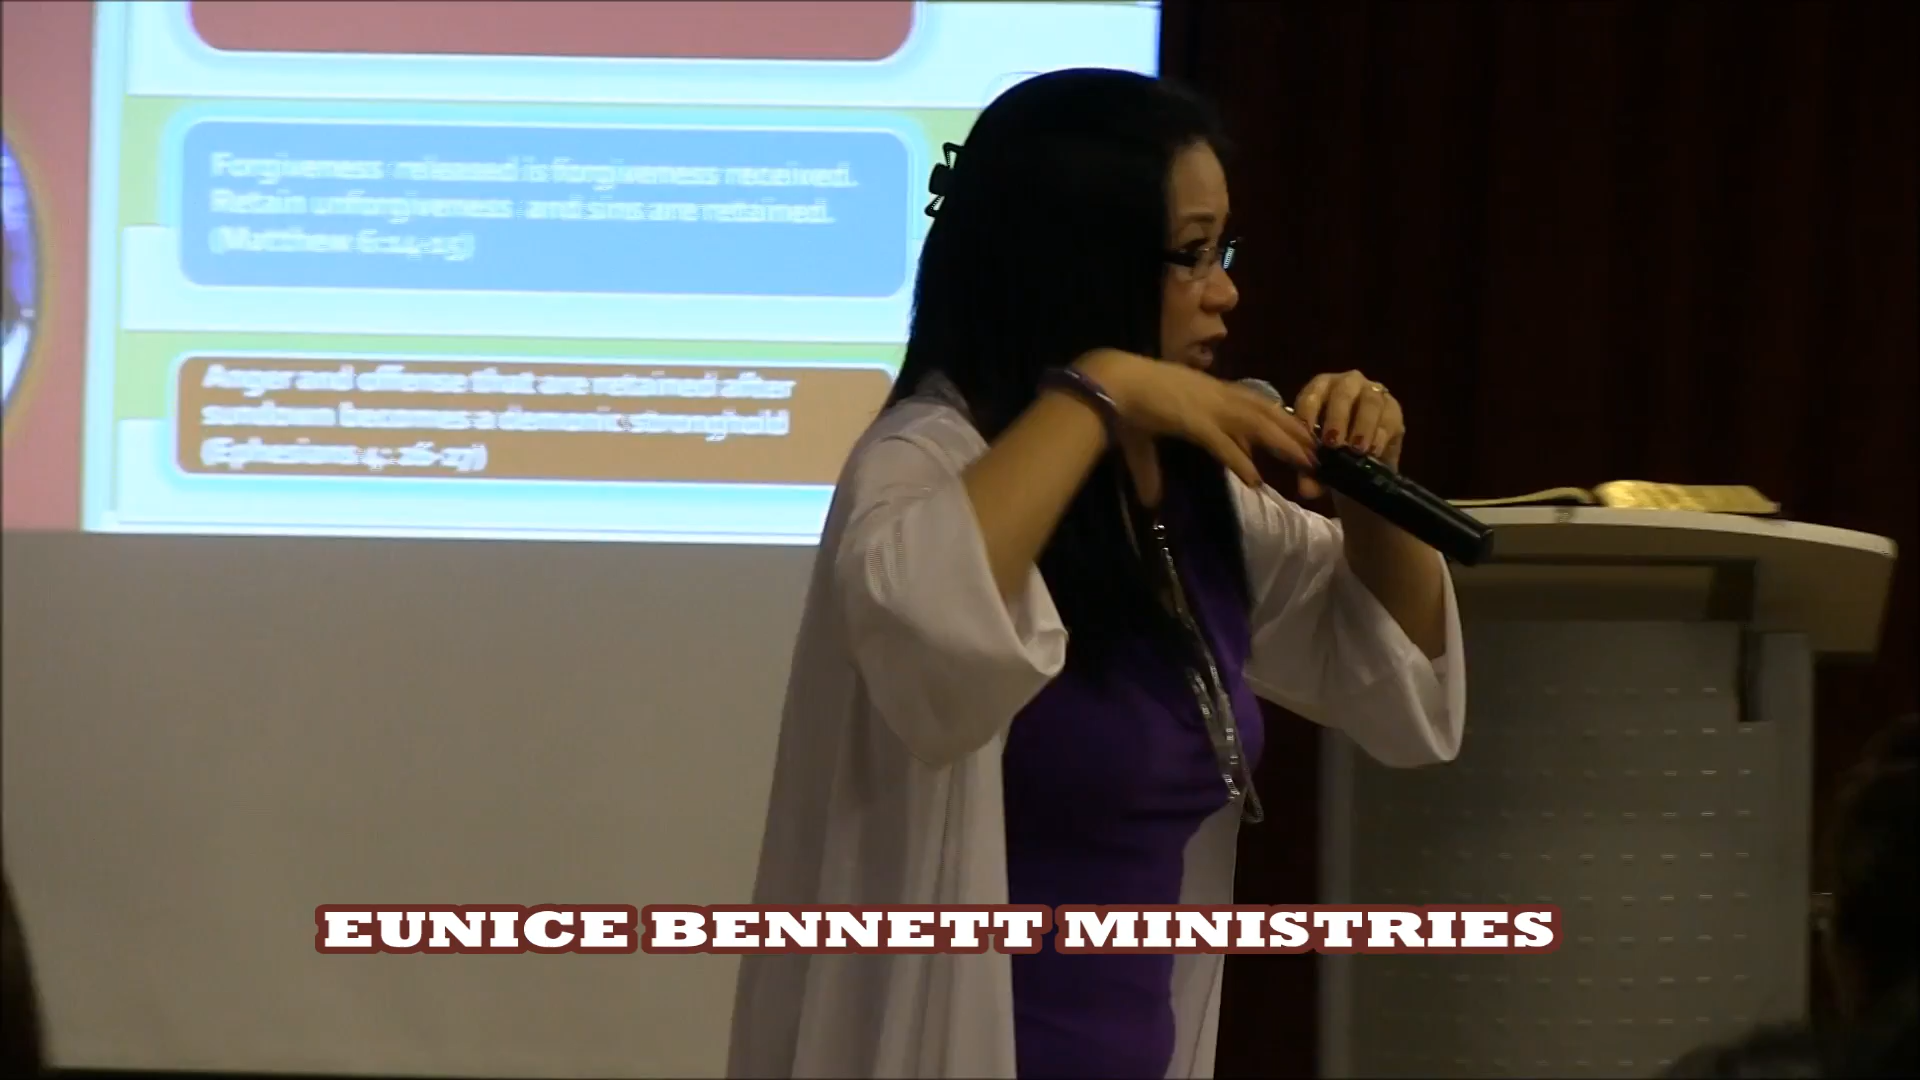 Forgiveness released is forgiveness received.
Retain unforgiveness and sins are retained.
(Matthew 6:14-15)
Anger and offense that are retained after
sundown becomes a demonic stronghold
(Ephesians 4: 26-27)
EUNICE BENNETT MINISTRIES